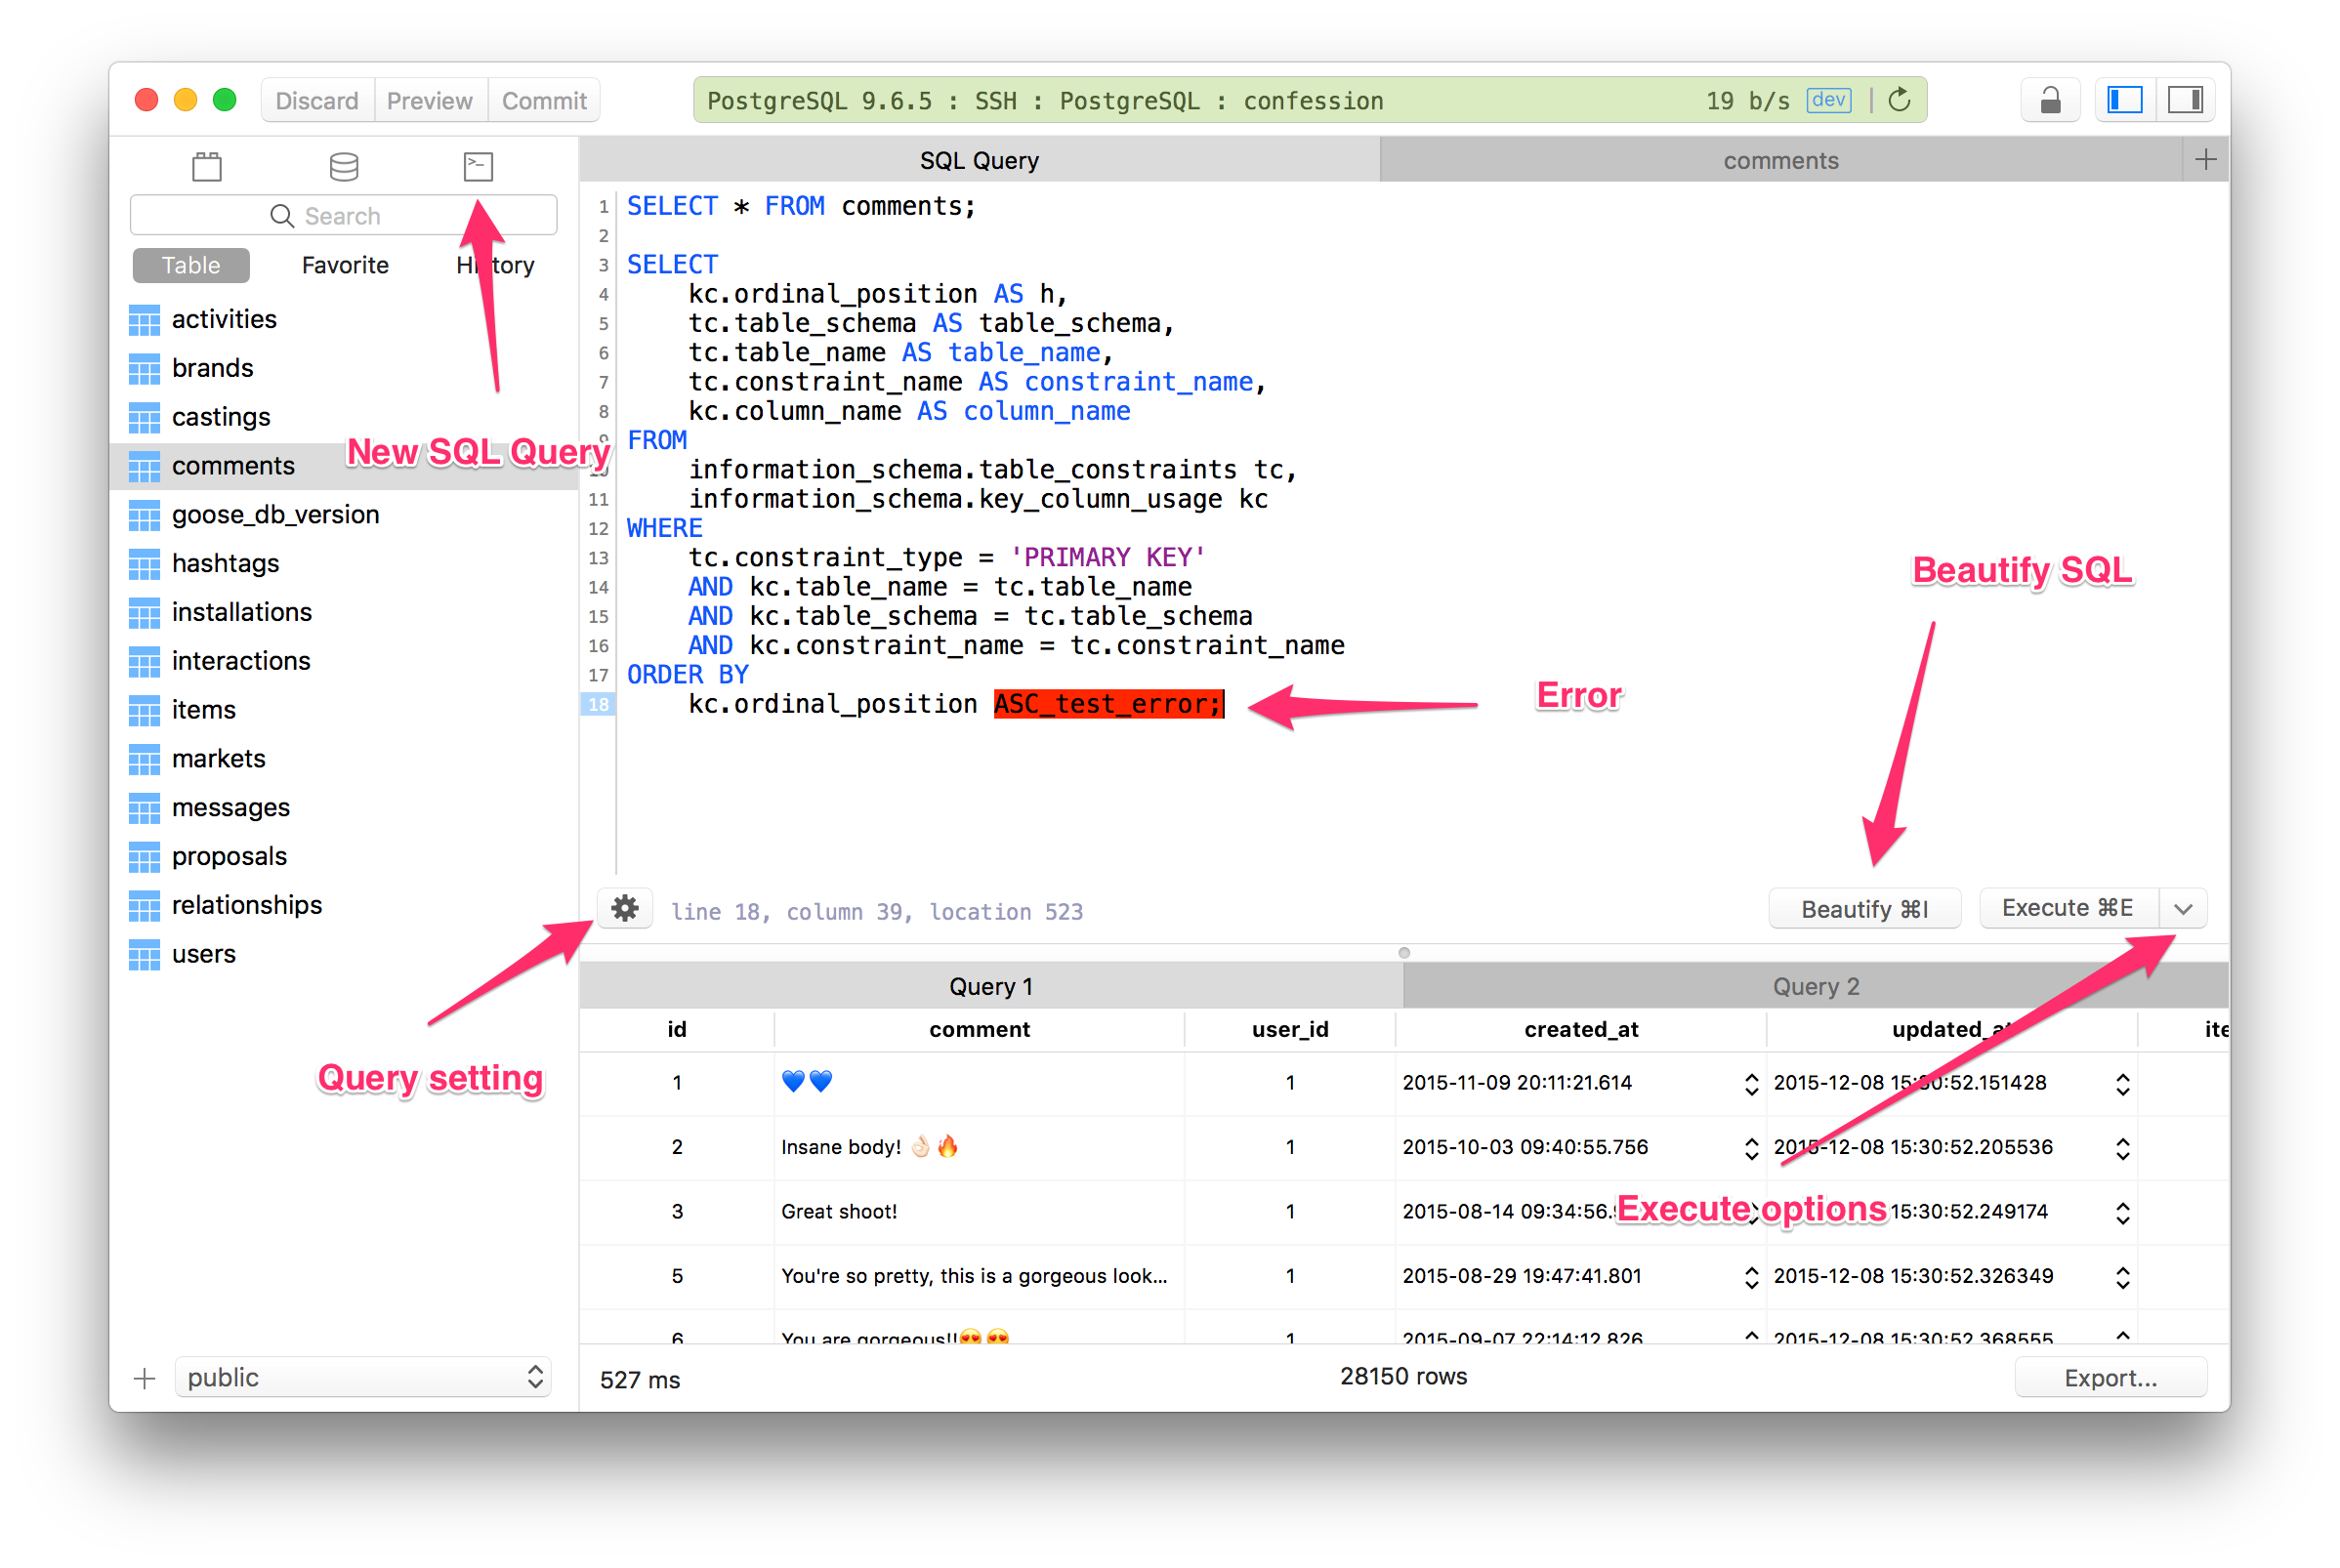 Discard Preview Commit
PostgreSQL 9.6.5 : SSH : PostgreSQL : confession
19 b/s dev
Search
Table Favorite History
activities
brands
castings
comments
goose_db_version
hashtags
installations
interactions
items
markets
messages
proposals
relationships
users
public
New SQL Query
Query setting
SQL Query comments
1 SELECT * FROM comments;
2
3 SELECT
4 kc.ordinal_position AS h,
5 tc.table_schema AS table_schema,
6 tc.table_name AS table_name,
7 tc.constraint_name AS constraint_name,
8 kc.column_name AS column_name
9 FROM
10 information_schema.table_constraints tc,
11 information_schema.key_column_usage kc
12 WHERE
13 tc.constraint_type = 'PRIMARY KEY'
14 AND kc.table_name = tc.table_name
15 AND kc.table_schema = tc.table_schema
16 AND kc.constraint_name = tc.constraint_name
17 ORDER BY
18 kc.ordinal_position ASC_test_error;
Error
Beautify SQL
line 18, column 39, location 523
Beautify ⌘I
Execute ⌘E
Query 1 Query 2
id comment user_id created_at updated_at ite
1 💙💙 1 2015-11-09 20:11:21.614 2015-12-08 15:30:52.151428
2 Insane body! 👌🏻🔥 1 2015-10-03 09:40:55.756 2015-12-08 15:30:52.205536
3 Great shoot! 1 2015-08-14 09:34:56. 15:30:52.249174
Execute options
5 You're so pretty, this is a gorgeous look... 1 2015-08-29 19:47:41.801 2015-12-08 15:30:52.326349
6 You are gorgeous!!😍😍 1 2015-09-07 22:14:12.826 2015-12-08 15:30:52.368555
527 ms
28150 rows
Export...